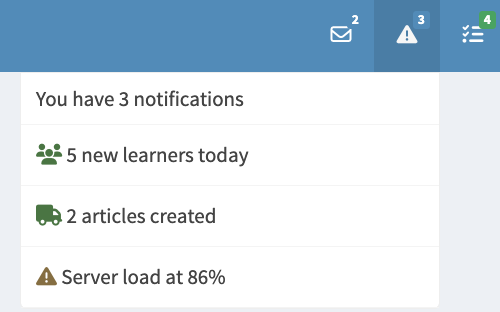 2
3
4
You have 3 notifications
5 new learners today
2 articles created
Server load at 86%